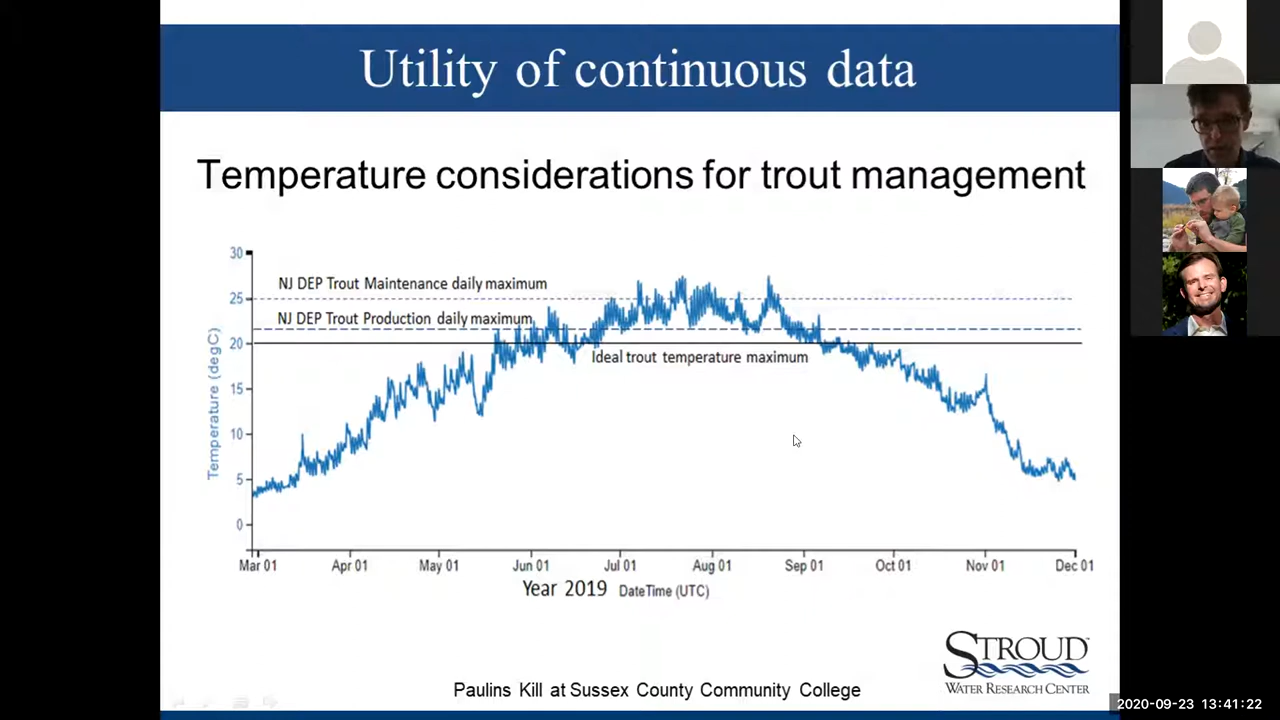 Utility of continuous data
Temperature considerations for trout management
30
NJ DEP Trout Maintenance daily maximum
25
NJ DEP Trout Production daily maximum
20
Ideal trout temperature maximum
15
10
5
0
Temperature (degC)
Mar 01 Apr 01 May 01 Jun 01 Jul 01 Aug 01 Sep 01 Oct 01 Nov 01 Dec 01
Year 2019 DateTime (UTC)
STROUD™
WATER RESEARCH CENTER
Paulins Kill at Sussex County Community College
2020-09-23 13:41:22